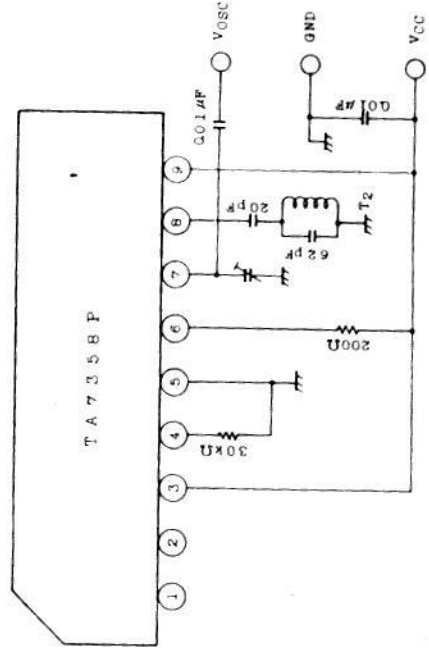 TA7358P
1
2
3
4
5
6
7
8
9
30kΩ
200Ω
20pF
62pF
T2
0.01μF
0.01μF
VOSC
GND
VCC